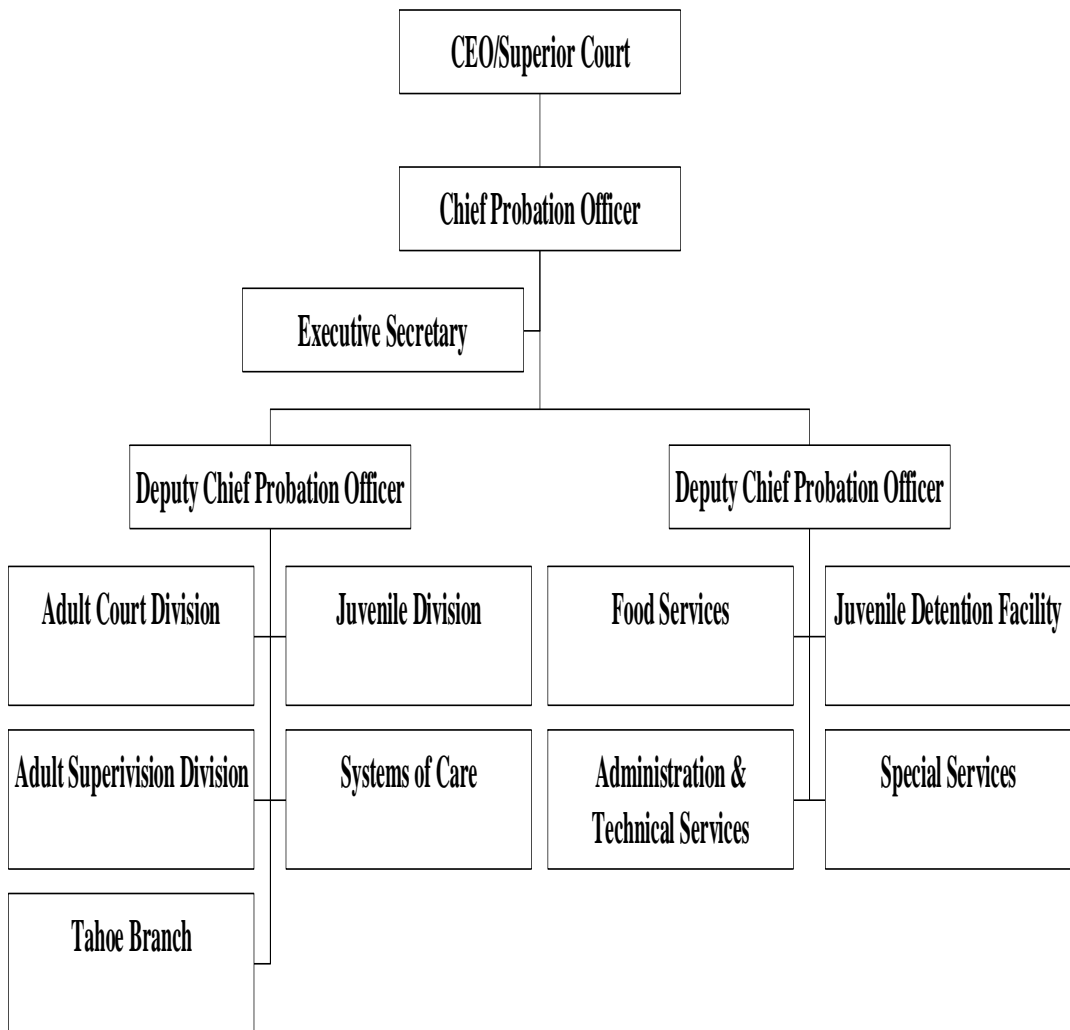 CEO/Superior Court
Chief Probation Officer
Executive Secretary
Deputy Chief Probation Officer
Deputy Chief Probation Officer
Adult Court Division
Juvenile Division
Food Services
Juvenile Detention Facility
Adult Superivision Division
Systems of Care
Administration &
Technical Services
Special Services
Tahoe Branch